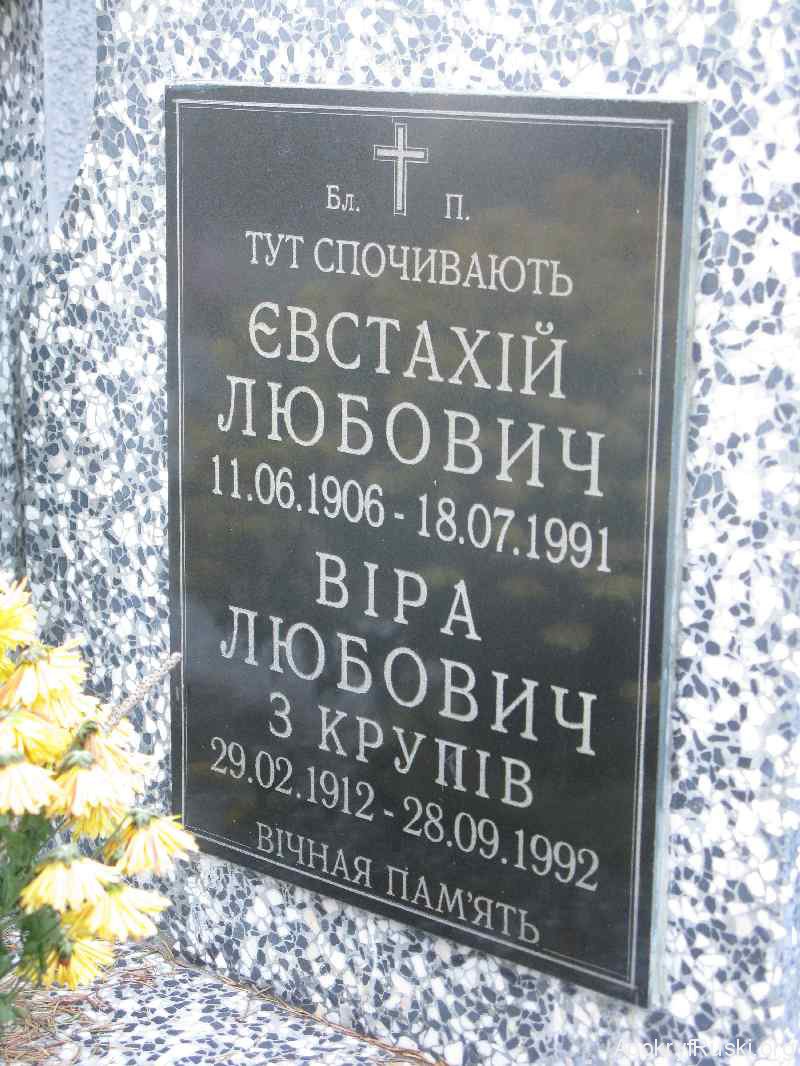 Бл. П.
ТУТ СПОЧИВАЮТЬ
ЄВСТАХІЙ
ЛЮБОВИЧ
11.06.1906 - 18.07.1991
ВІРА
ЛЮБОВИЧ
З КРУПІВ
29.02.1912 - 28.09.1992
ВІЧНАЯ ПАМ'ЯТЬ
ApokryfRuski.org